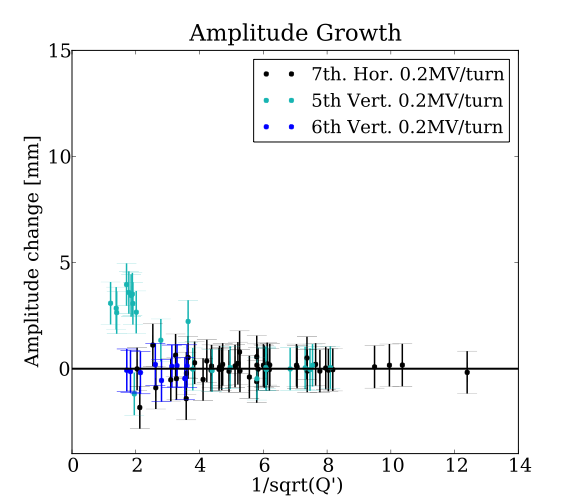 Amplitude Growth
7th. Hor. 0.2MV/turn
5th Vert. 0.2MV/turn
6th Vert. 0.2MV/turn
Amplitude change [mm]
15
10
5
0
0 2 4 6 8 10 12 14
1/sqrt(Q')